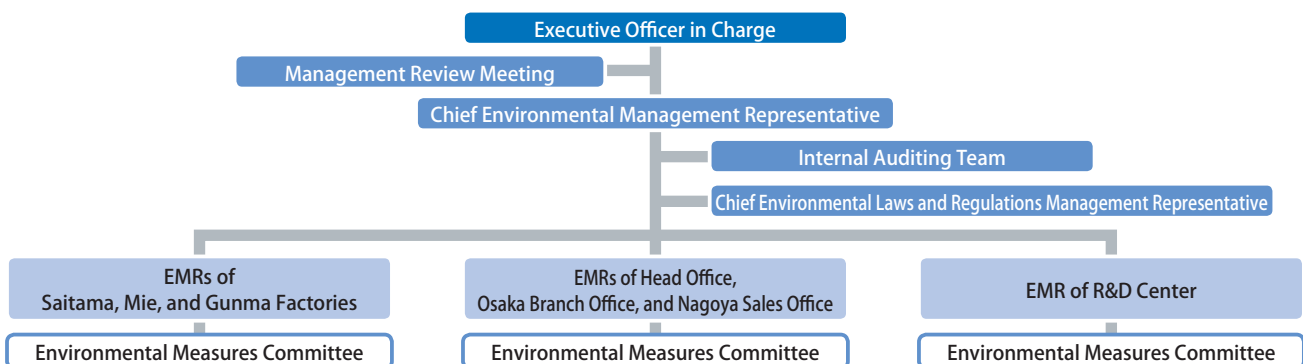 Executive Officer in Charge
Management Review Meeting
Chief Environmental Management Representative
Internal Auditing Team
Chief Environmental Laws and Regulations Management Representative
EMRs of
Saitama, Mie, and Gunma Factories
EMRs of Head Office,
Osaka Branch Office, and Nagoya Sales Office
EMR of R&D Center
Environmental Measures Committee
Environmental Measures Committee
Environmental Measures Committee